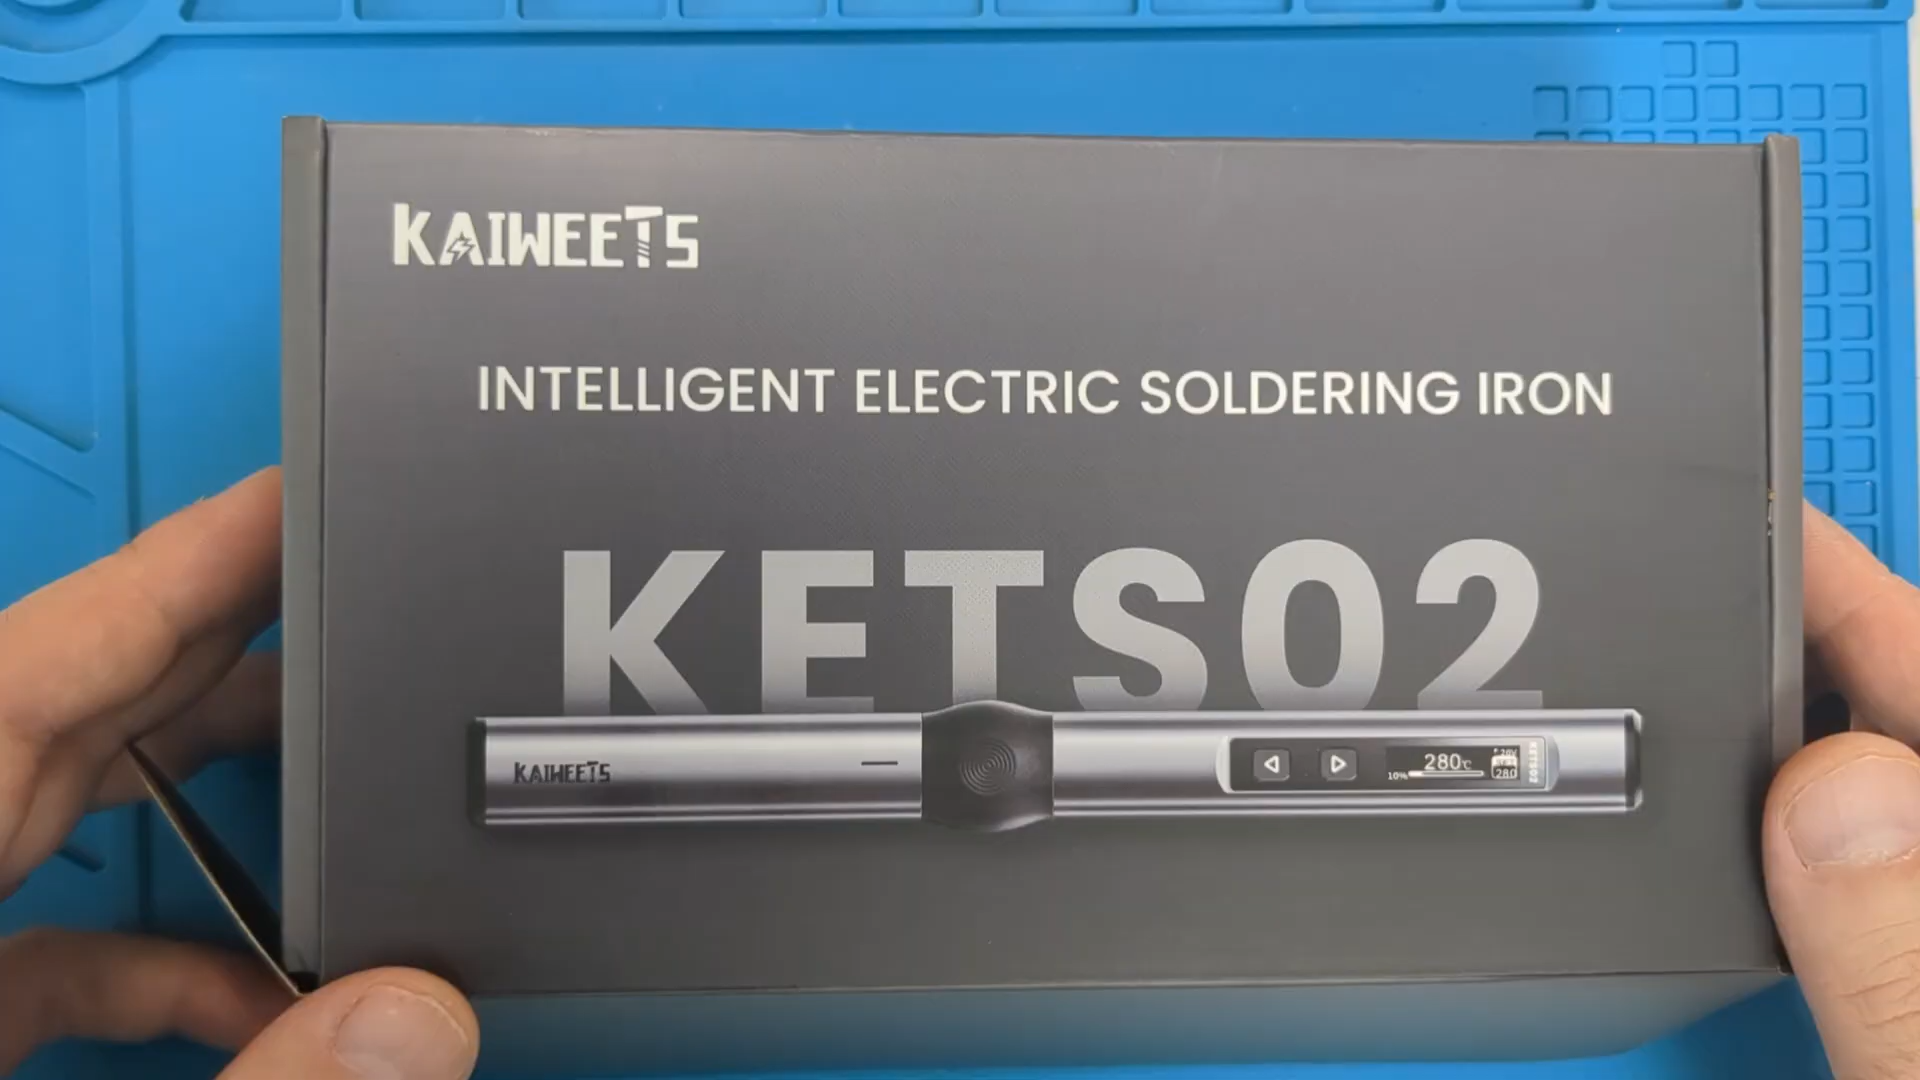 KAIWEETS
INTELLIGENT ELECTRIC SOLDERING IRON
KETS02
KAIWEETS
280℃
10%
280
KETS02